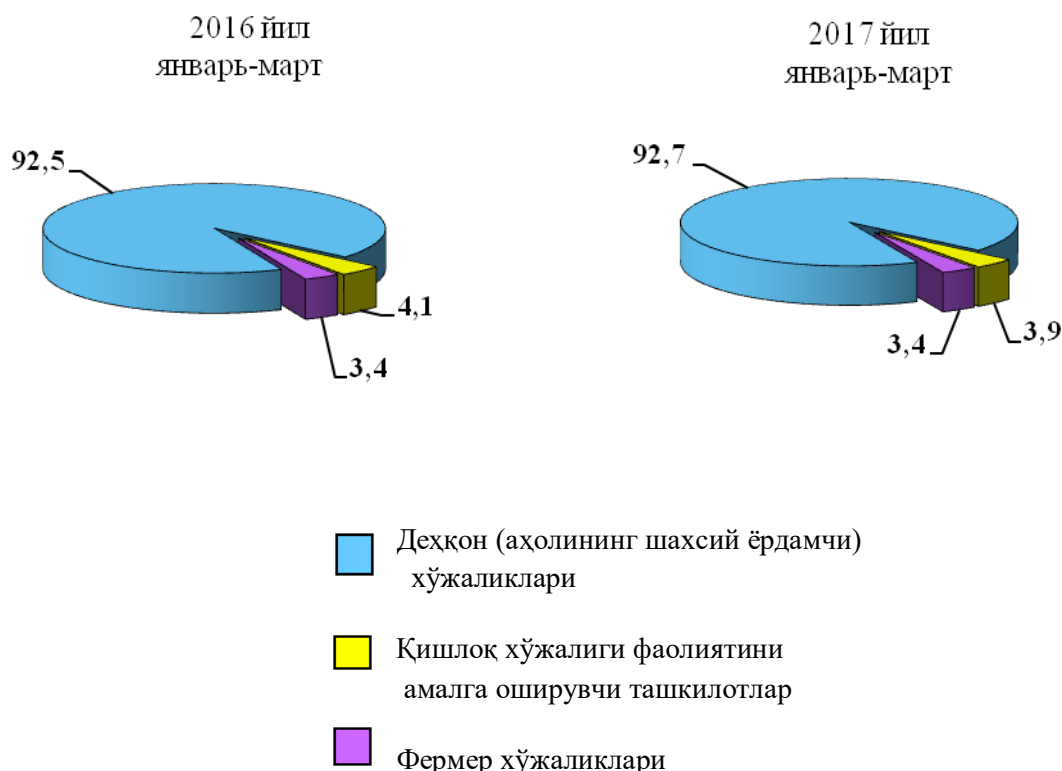 2016 йил
январь-март
92,5
4,1
3,4
2017 йил
январь-март
92,7
3,4
3,9
Деҳқон (аҳолининг шахсий ёрдамчи)
хўжаликлари
Қишлоқ хўжалиги фаолиятини
амалга оширувчи ташкилотлар
Фермер хўжаликлари